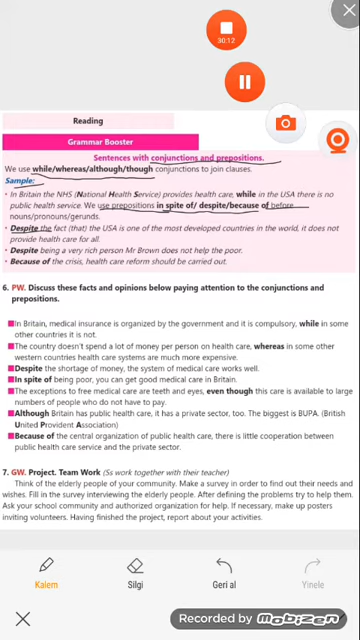 30:12
Reading
Grammar Booster
Sentences with conjunctions and prepositions.
We use while/whereas/although/though conjunctions to join clauses.
Sample:
In Britain the NHS (National Health Service) provides health care, while in the USA there is no
public health service. We use prepositions in spite of/ despite/because of before
nouns/pronouns/gerunds.
Despite the fact (that) the USA is one of the most developed countries in the world, it does not
provide health care for all.
Despite being a very rich person Mr Brown does not help the poor.
Because of the crisis, health care reform should be carried out.
6. PW. Discuss these facts and opinions below paying attention to the conjunctions and
prepositions.
In Britain, medical insurance is organized by the government and it is compulsory, while in some
other countries it is not.
The country doesn't spend a lot of money per person on health care, whereas in some other
western countries health care systems are much more expensive.
Despite the shortage of money, the system of medical care works well.
In spite of being poor, you can get good medical care in Britain.
The exceptions to free medical care are teeth and eyes, even though this care is available to large
numbers of people who do not have to pay.
Although Britain has public health care, it has a private sector, too. The biggest is BUPA. (British
United Provident Association)
Because of the central organization of public health care, there is little cooperation between
public health care service and the private sector.
7. GW. Project. Team Work (Ss work together with their teacher)
Think of the elderly people of your community. Make a survey in order to find out their needs and
wishes. Fill in the survey interviewing the elderly people. After defining the problems try to help them.
Ask your school community and authorized organization for help. If necessary, make up posters
inviting volunteers. Having finished the project, report about your activities.
Kalem
Silgi
Geri al
Yinele
Recorded by Mobizen